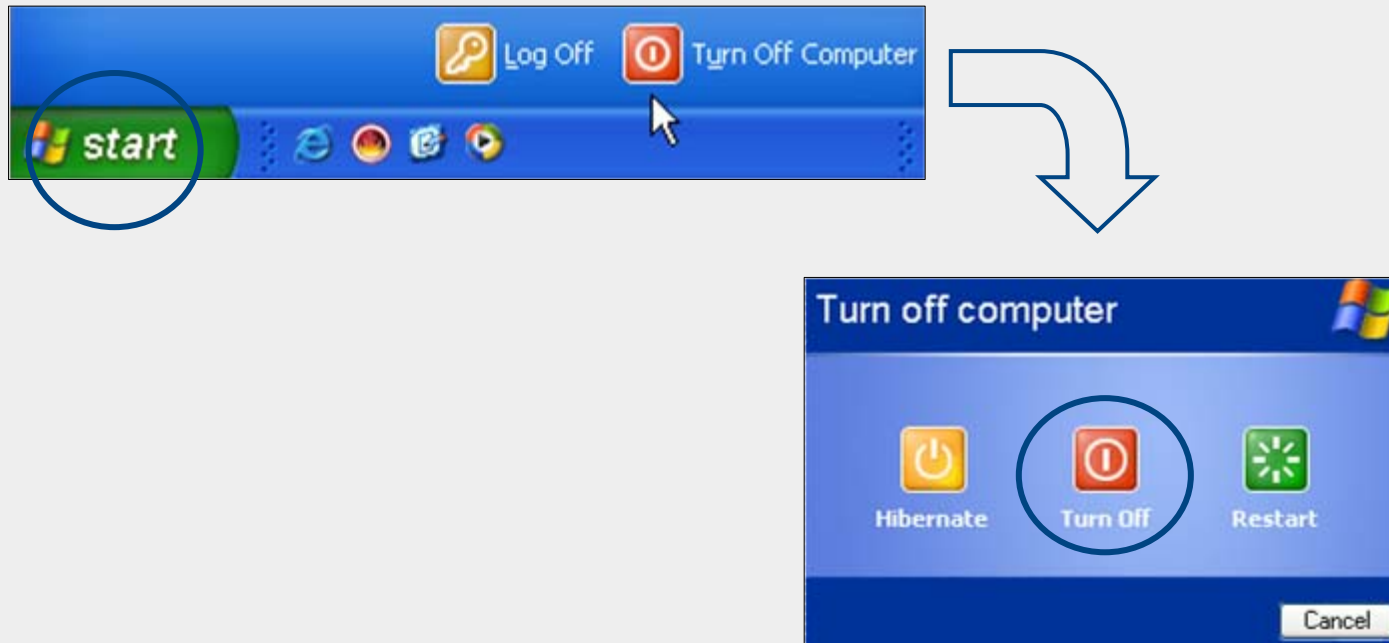 Log Off Turn Off Computer
start
Turn off computer
Hibernate Turn Off Restart
Cancel